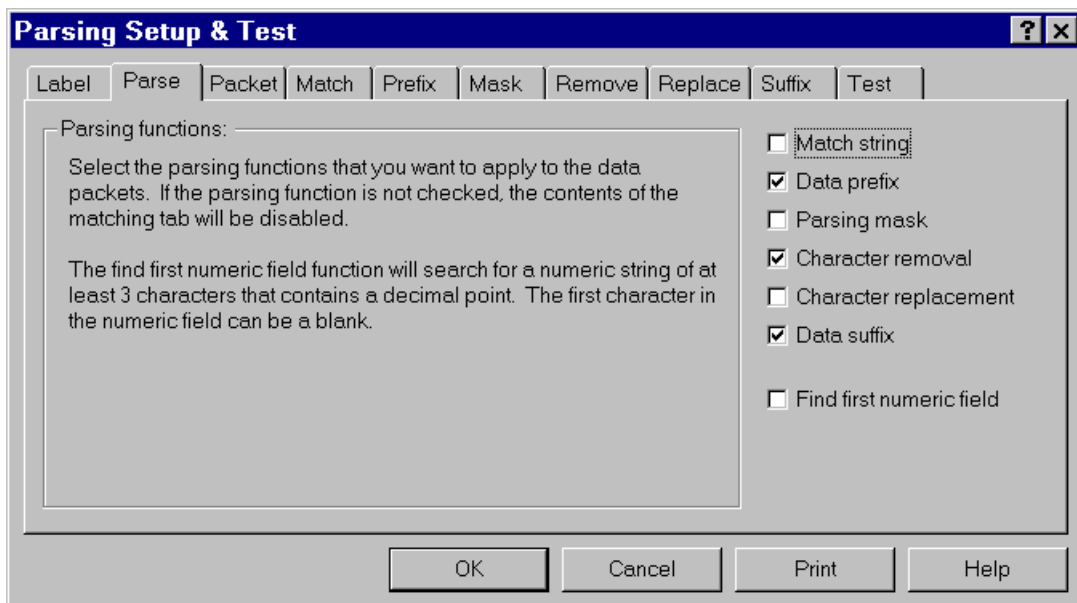 Parsing Setup & Test
Label Parse Packet Match Prefix Mask Remove Replace Suffix Test
Parsing functions:
Select the parsing functions that you want to apply to the data
packets. If the parsing function is not checked, the contents of the
matching tab will be disabled.
The find first numeric field function will search for a numeric string of at
least 3 characters that contains a decimal point. The first character in
the numeric field can be a blank.
Match string
Data prefix
Parsing mask
Character removal
Character replacement
Data suffix
Find first numeric field
OK Cancel Print Help